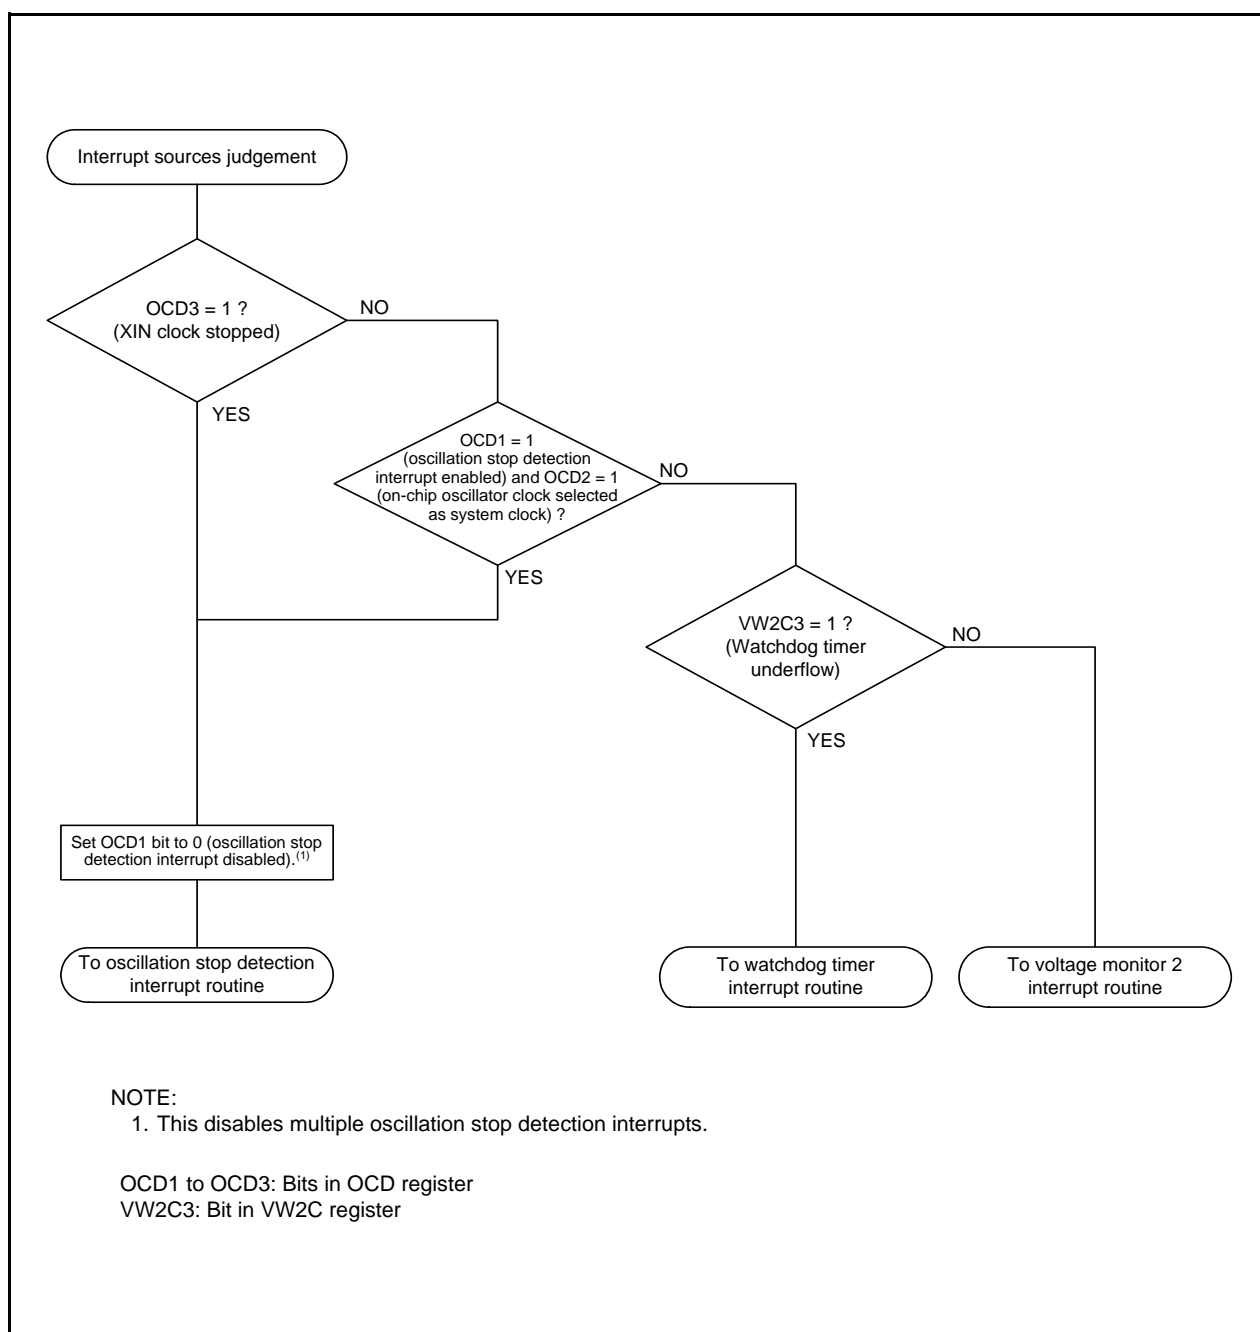 Interrupt sources judgement
OCD3 = 1 ?
(XIN clock stopped)
NO
YES
OCD1 = 1
(oscillation stop detection
interrupt enabled) and OCD2 = 1
(on-chip oscillator clock selected
as system clock) ?
NO
YES
VW2C3 = 1 ?
(Watchdog timer
underflow)
NO
YES
Set OCD1 bit to 0 (oscillation stop
detection interrupt disabled).(1)
To oscillation stop detection
interrupt routine
To watchdog timer
interrupt routine
To voltage monitor 2
interrupt routine
NOTE:
1. This disables multiple oscillation stop detection interrupts.
OCD1 to OCD3: Bits in OCD register
VW2C3: Bit in VW2C register